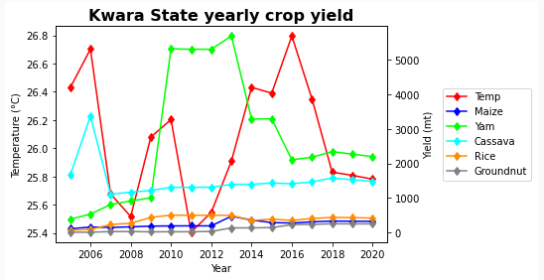 Kwara State yearly crop yield
Temperature (°C)
26.8
26.6
26.4
26.2
26.0
25.8
25.6
25.4
2006
2008
2010
2012
2014
2016
2018
2020
Year
5000
4000
3000
2000
1000
0
Yield (mt)
Temp
Maize
Yam
Cassava
Rice
Groundnut